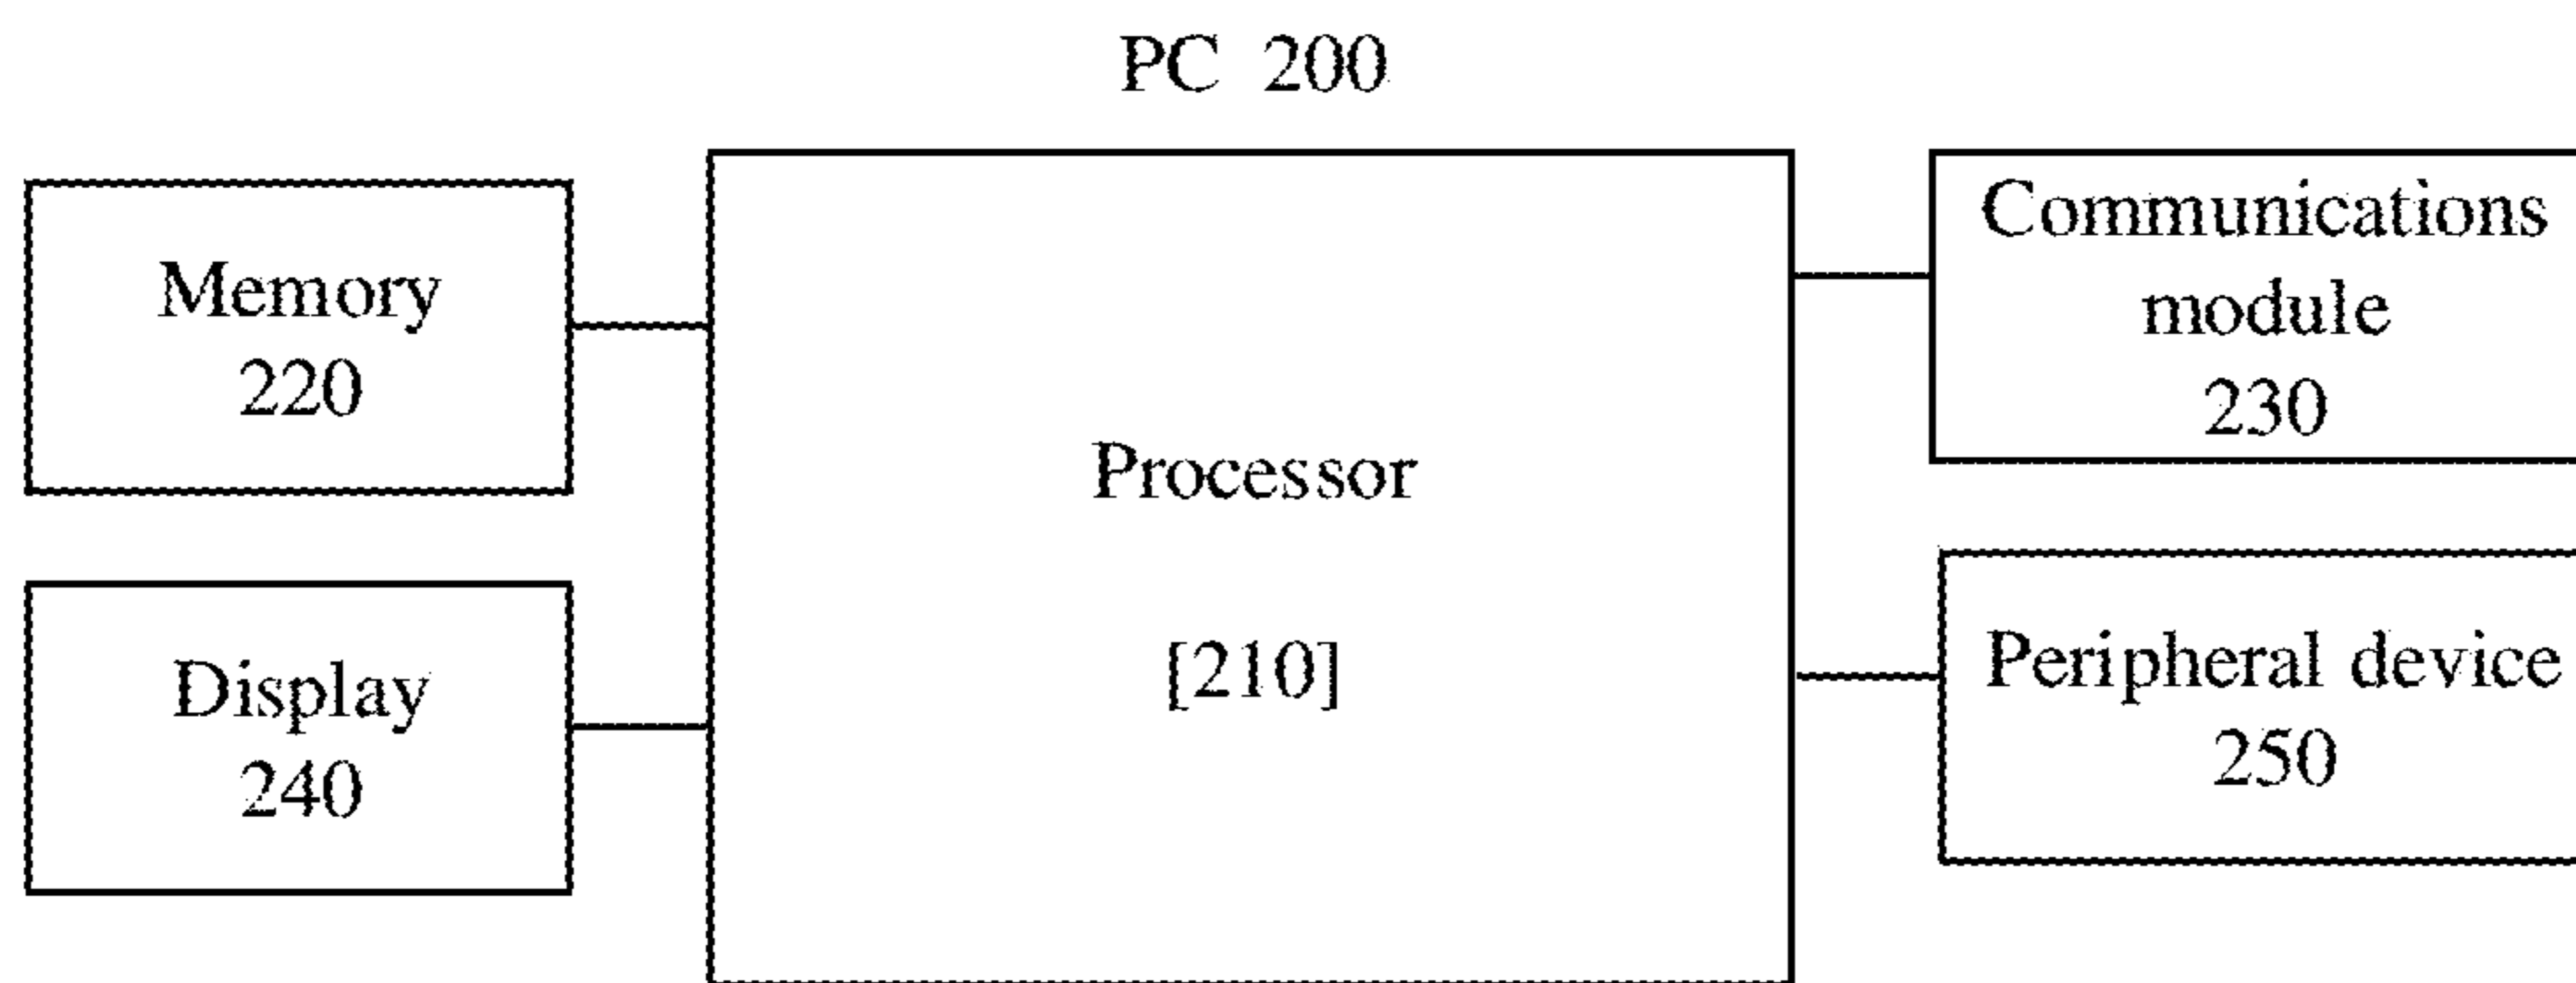 PC 200
Memory
220
Display
240
Processor
[210]
Communications
module
230
Peripheral device
250